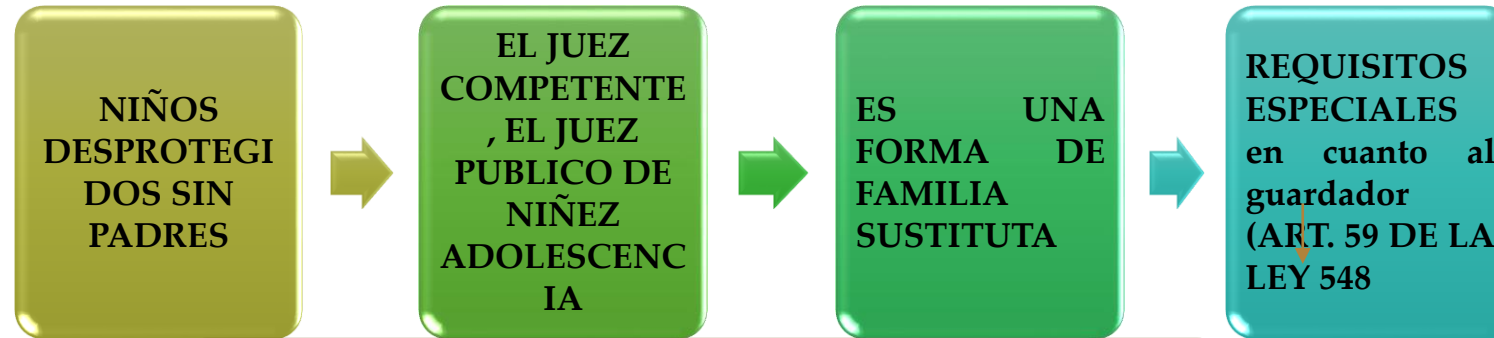 NIÑOS
DESPROTEGI
DOS SIN
PADRES
EL JUEZ
COMPETENTE
, EL JUEZ
PUBLICO DE
NIÑEZ
ADOLESCENC
IA
ES UNA
FORMA DE
FAMILIA
SUSTITUTA
REQUISITOS
ESPECIALES
en cuanto al
guardador
(ART. 59 DE LA
LEY 548